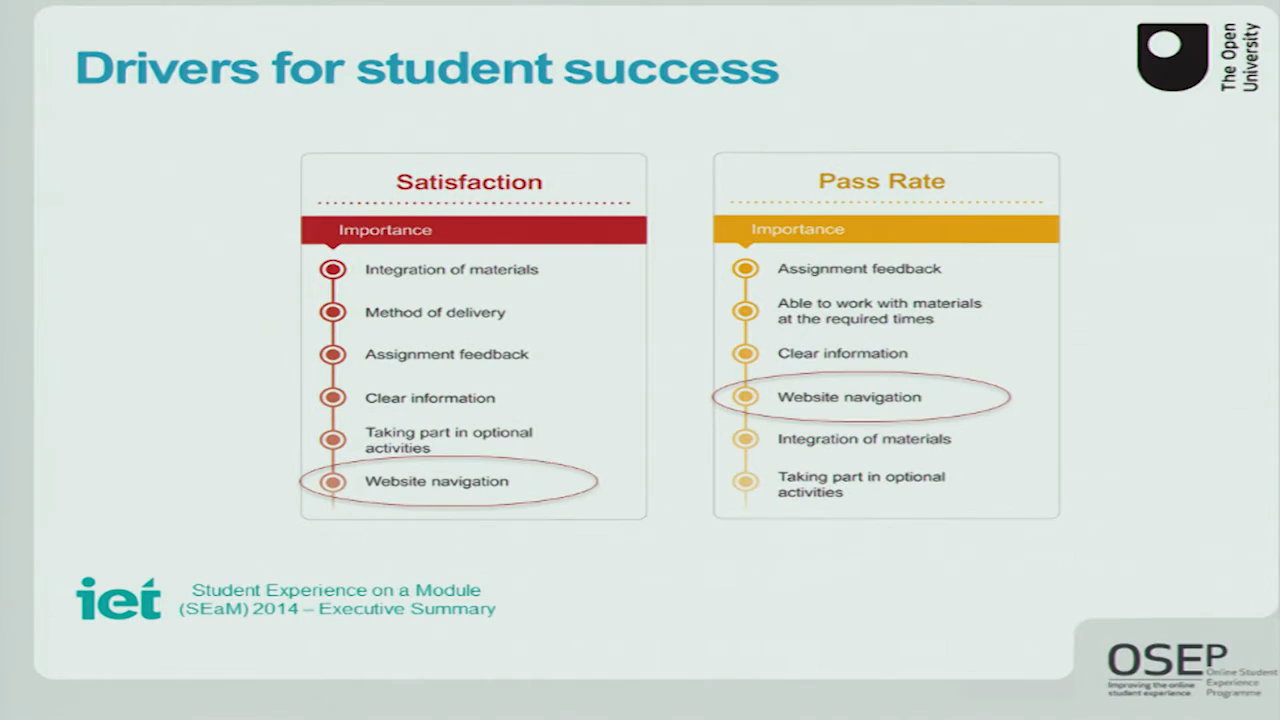 Drivers for student success
The Open
University
Satisfaction
Importance
Integration of materials
Method of delivery
Assignment feedback
Clear information
Taking part in optional
activities
Website navigation
Pass Rate
Importance
Assignment feedback
Able to work with materials
at the required times
Clear information
Website navigation
Integration of materials
Taking part in optional
activities
iet
Student Experience on a Module
(SEaM) 2014 – Executive Summary
OSEP
Improving the online
student experience
Online Student
Experience
Programme